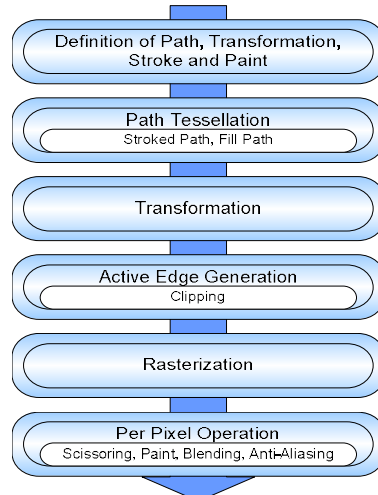 Definition of Path, Transformation,
Stroke and Paint
Path Tessellation
Stroked Path, Fill Path
Transformation
Active Edge Generation
Clipping
Rasterization
Per Pixel Operation
Scissoring, Paint, Blending, Anti-Aliasing